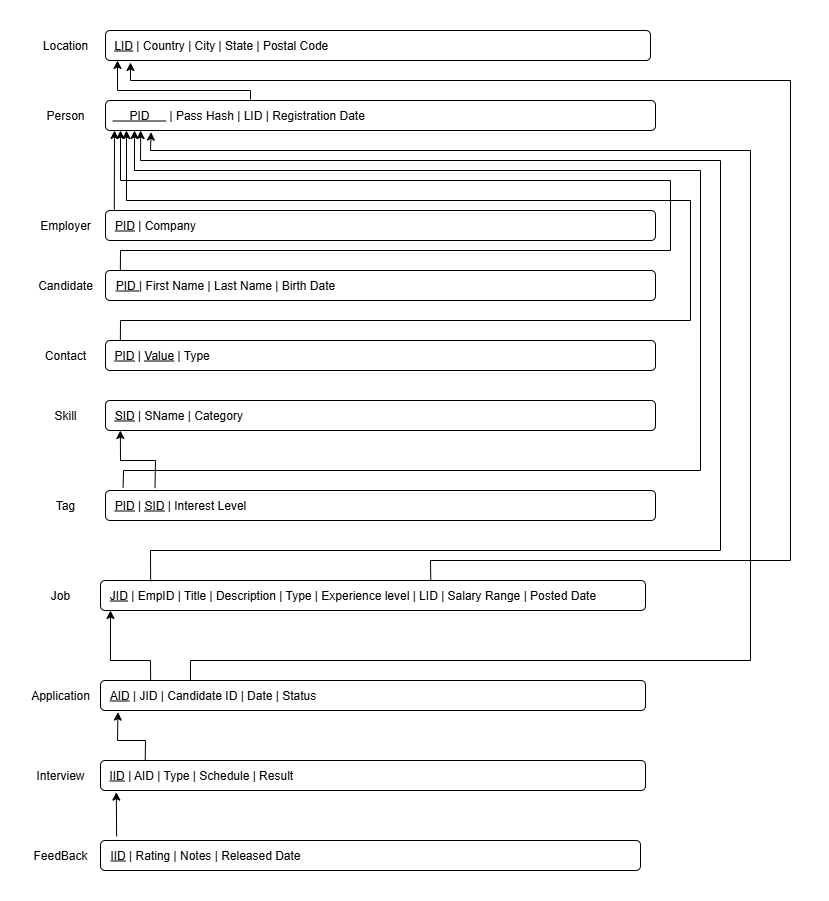 Location LID | Country | City | State | Postal Code
Person PID | Pass Hash | LID | Registration Date
Employer PID | Company
Candidate PID | First Name | Last Name | Birth Date
Contact PID | Value | Type
Skill SID | SName | Category
Tag PID | SID | Interest Level
Job JID | EmpID | Title | Description | Type | Experience level | LID | Salary Range | Posted Date
Application AID | JID | Candidate ID | Date | Status
Interview IID | AID | Type | Schedule | Result
FeedBack IID | Rating | Notes | Released Date